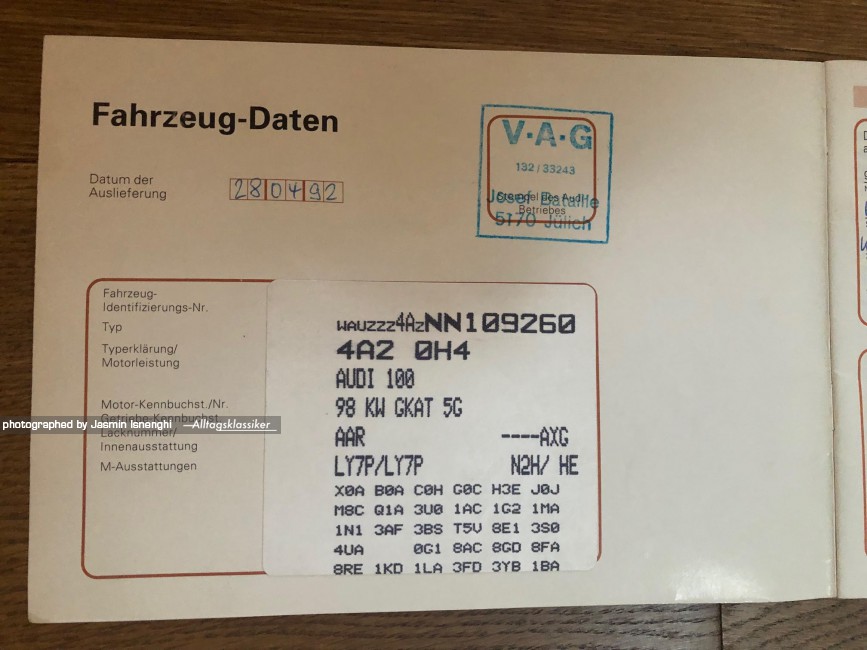 Fahrzeug-Daten
Datum der
Auslieferung
280492
V·A·G
132/33243
Stempel des Audi
Josef Bataille
Betriebes
5170 Jülich
Fahrzeug-
Identifizierungs-Nr.
WAUZZZ4AZNN109260
Typ
4A2 0H4
Typerklärung/
Motorleistung
AUDI 100
98 KW GKAT 5G
Motor-Kennbuchst./Nr.
Getriebe-Kennbuchst.
AAR ----AXG
photographed by Jasmin Isnenghi —Alltagsklassiker
Lacknummer/
Innenausstattung
LY7P/LY7P N2H/ HE
M-Ausstattungen
X0A B0A C0H G0C H3E J0J
M8C Q1A 3U0 1AC 1G2 1MA
1N1 3AF 3BS T5V 8E1 3S0
4UA 0G1 8AC 8GD 8FA
8RE 1KD 1LA 3FD 3YB 1BA